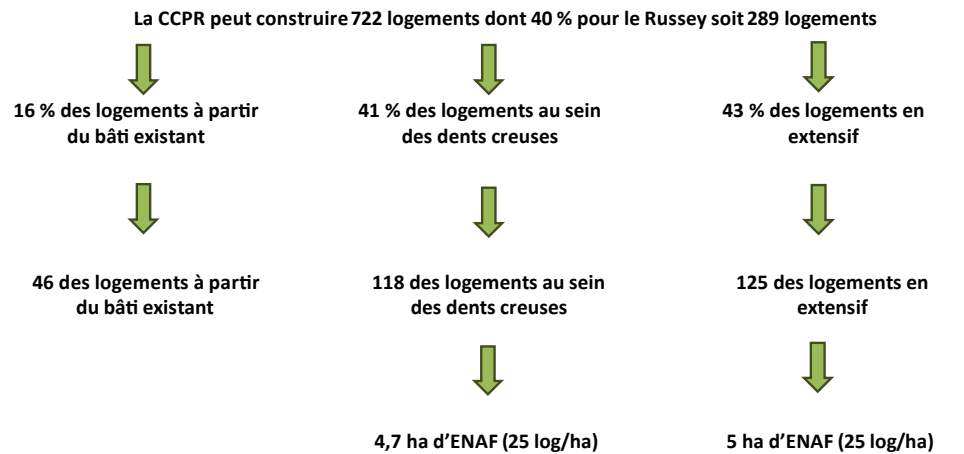 La CCPR peut construire 722 logements dont 40 % pour le Russey soit 289 logements
16 % des logements à partir
du bâti existant
41 % des logements au sein
des dents creuses
43 % des logements en
extensif
46 des logements à partir
du bâti existant
118 des logements au sein
des dents creuses
125 des logements en
extensif
4,7 ha d’ENAF (25 log/ha)
5 ha d’ENAF (25 log/ha)